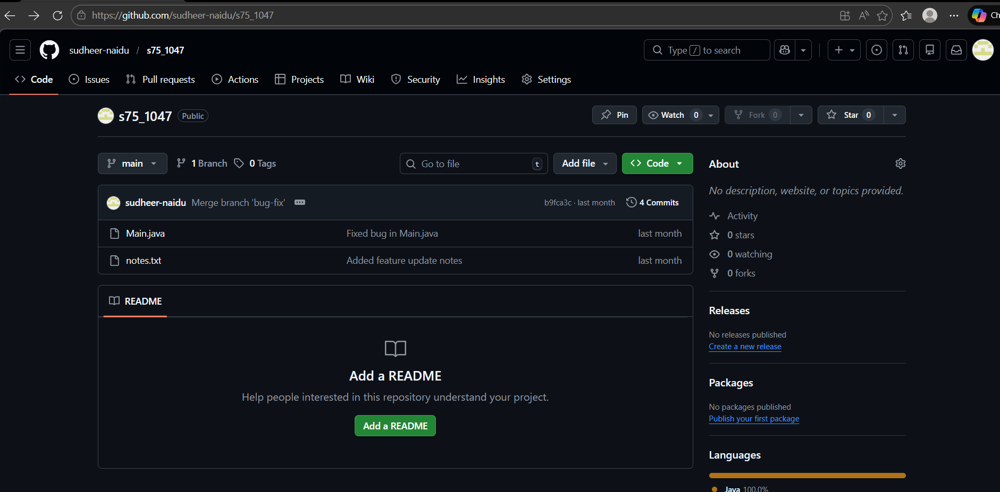 https://github.com/sudheer-naidu/s75_1047
Ch
sudheer-naidu / s75_1047
Type / to search
Code Issues Pull requests Actions Projects Wiki Security Insights Settings
s75_1047 Public
Pin Watch 0 Fork 0 Star 0
main 1 Branch 0 Tags Go to file t Add file Code
sudheer-naidu Merge branch 'bug-fix' b9fca3c · last month 4 Commits
Main.java Fixed bug in Main.java last month
notes.txt Added feature update notes last month
README
Add a README
Help people interested in this repository understand your project.
Add a README
About
No description, website, or topics provided.
Activity
0 stars
0 watching
0 forks
Releases
No releases published
Create a new release
Packages
No packages published
Publish your first package
Languages
Java 100.0%